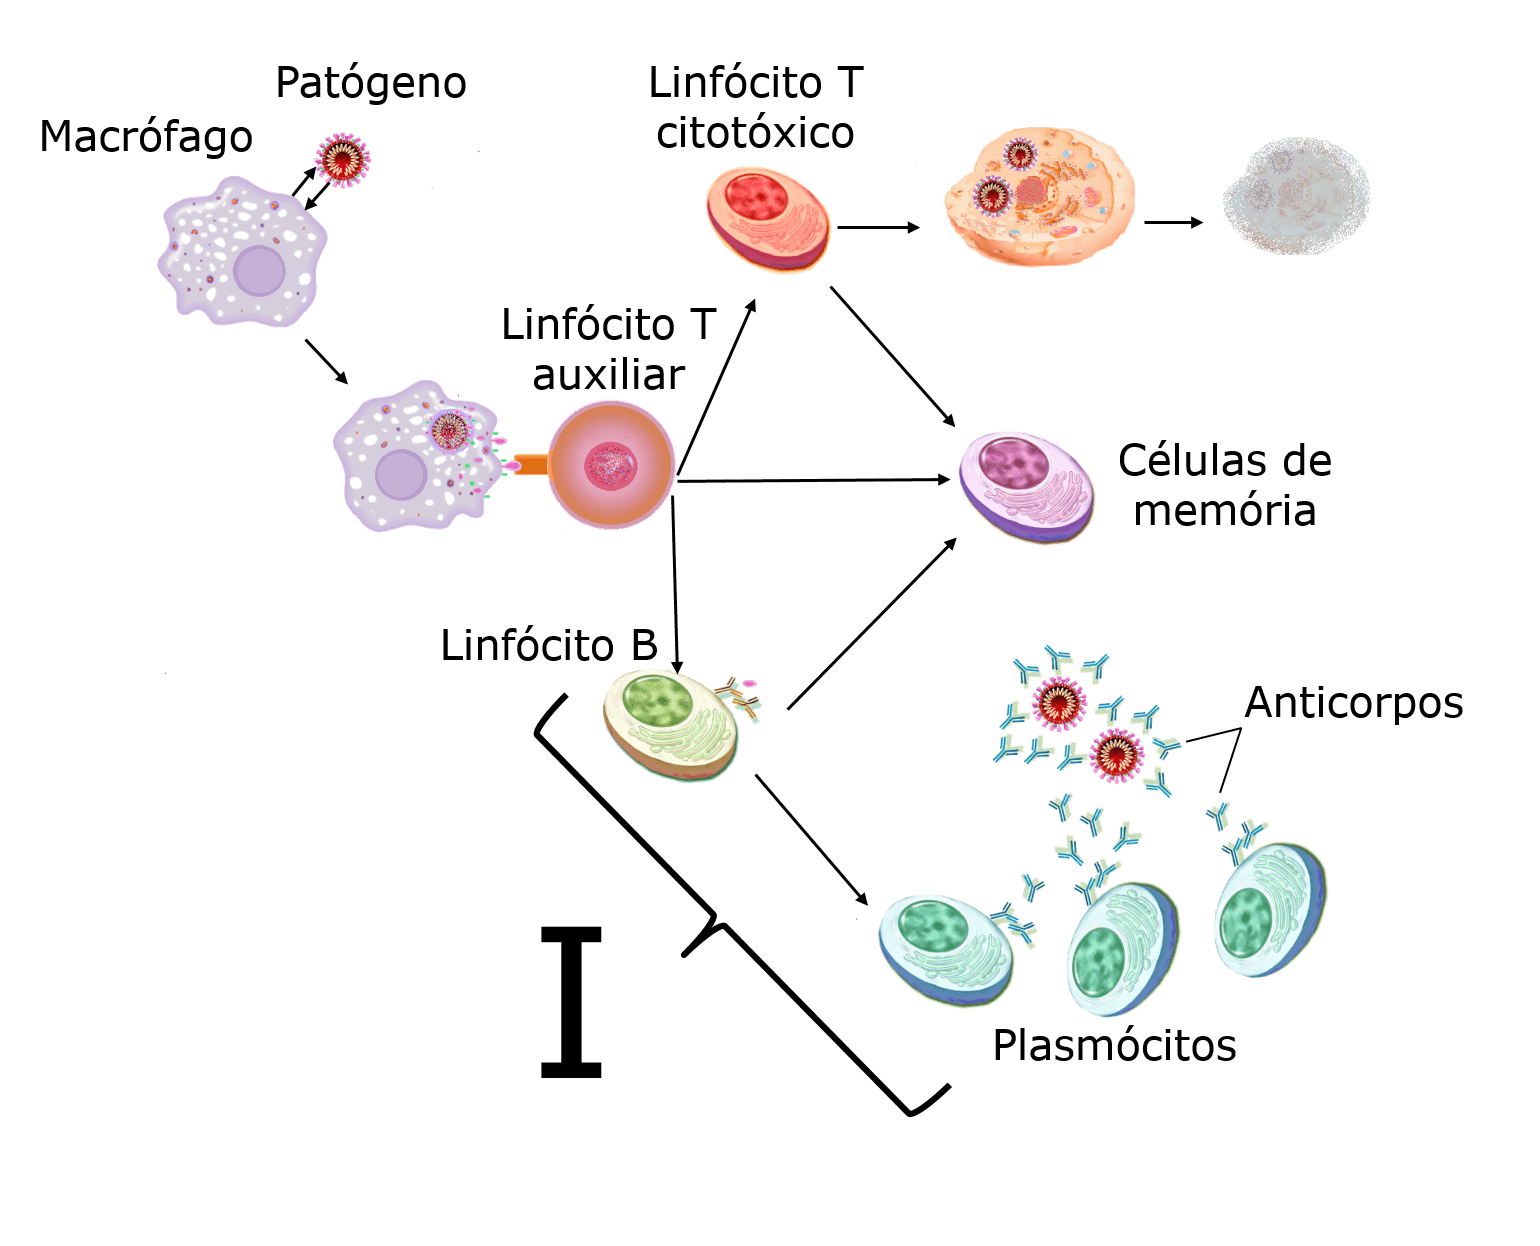 Patógeno
Macrófago
Linfócito T
citotóxico
Linfócito T
auxiliar
Células de
memória
Linfócito B
Anticorpos
I
Plasmócitos